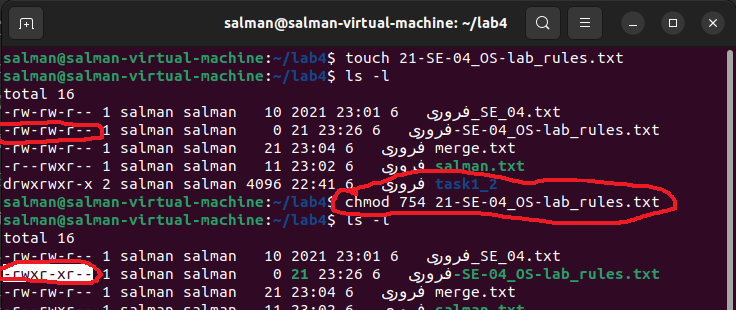 salman@salman-virtual-machine: ~/lab4
salman@salman-virtual-machine:~/lab4$ touch 21-SE-04_OS-lab_rules.txt
salman@salman-virtual-machine:~/lab4$ ls -l
total 16
-rw-rw-r-- 1 salman salman 10 2021 23:01 6 فروری_SE_04.txt
-rw-rw-r-- 1 salman salman 0 21 23:26 6 فروری-SE-04_OS-lab_rules.txt
-rw-rw-r-- 1 salman salman 21 23:04 6 فروری merge.txt
-r--rwxr-- 1 salman salman 11 23:02 6 فروری salman.txt
drwxrwxr-x 2 salman salman 4096 22:41 6 فروری task1_2
salman@salman-virtual-machine:~/lab4$ chmod 754 21-SE-04_OS-lab_rules.txt
salman@salman-virtual-machine:~/lab4$ ls -l
total 16
-rw-rw-r-- 1 salman salman 10 2021 23:01 6 فروری_SE_04.txt
-rwxr-xr-- 1 salman salman 0 21 23:26 6 فروری-SE-04_OS-lab_rules.txt
-rw-rw-r-- 1 salman salman 21 23:04 6 فروری merge.txt
-r--rwxr-- 1 salman salman 11 23:02 6 فروری salman.txt